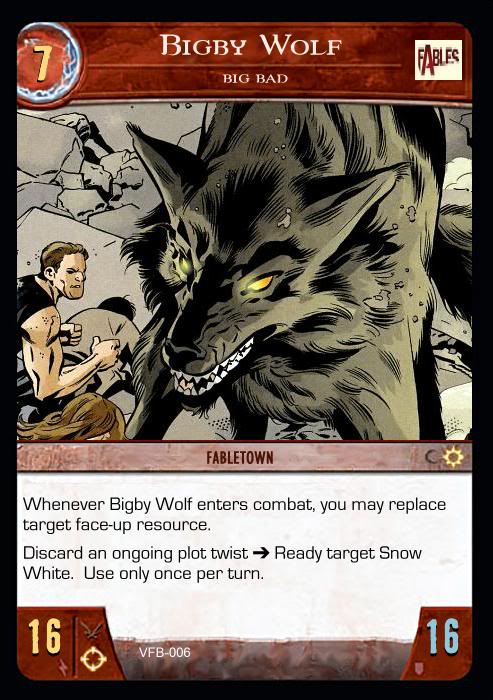 7
Bigby Wolf
BIG BAD
FABLES
FABLETOWN
Whenever Bigby Wolf enters combat, you may replace
target face-up resource.
Discard an ongoing plot twist ➔ Ready target Snow
White. Use only once per turn.
16
VFB-006
16